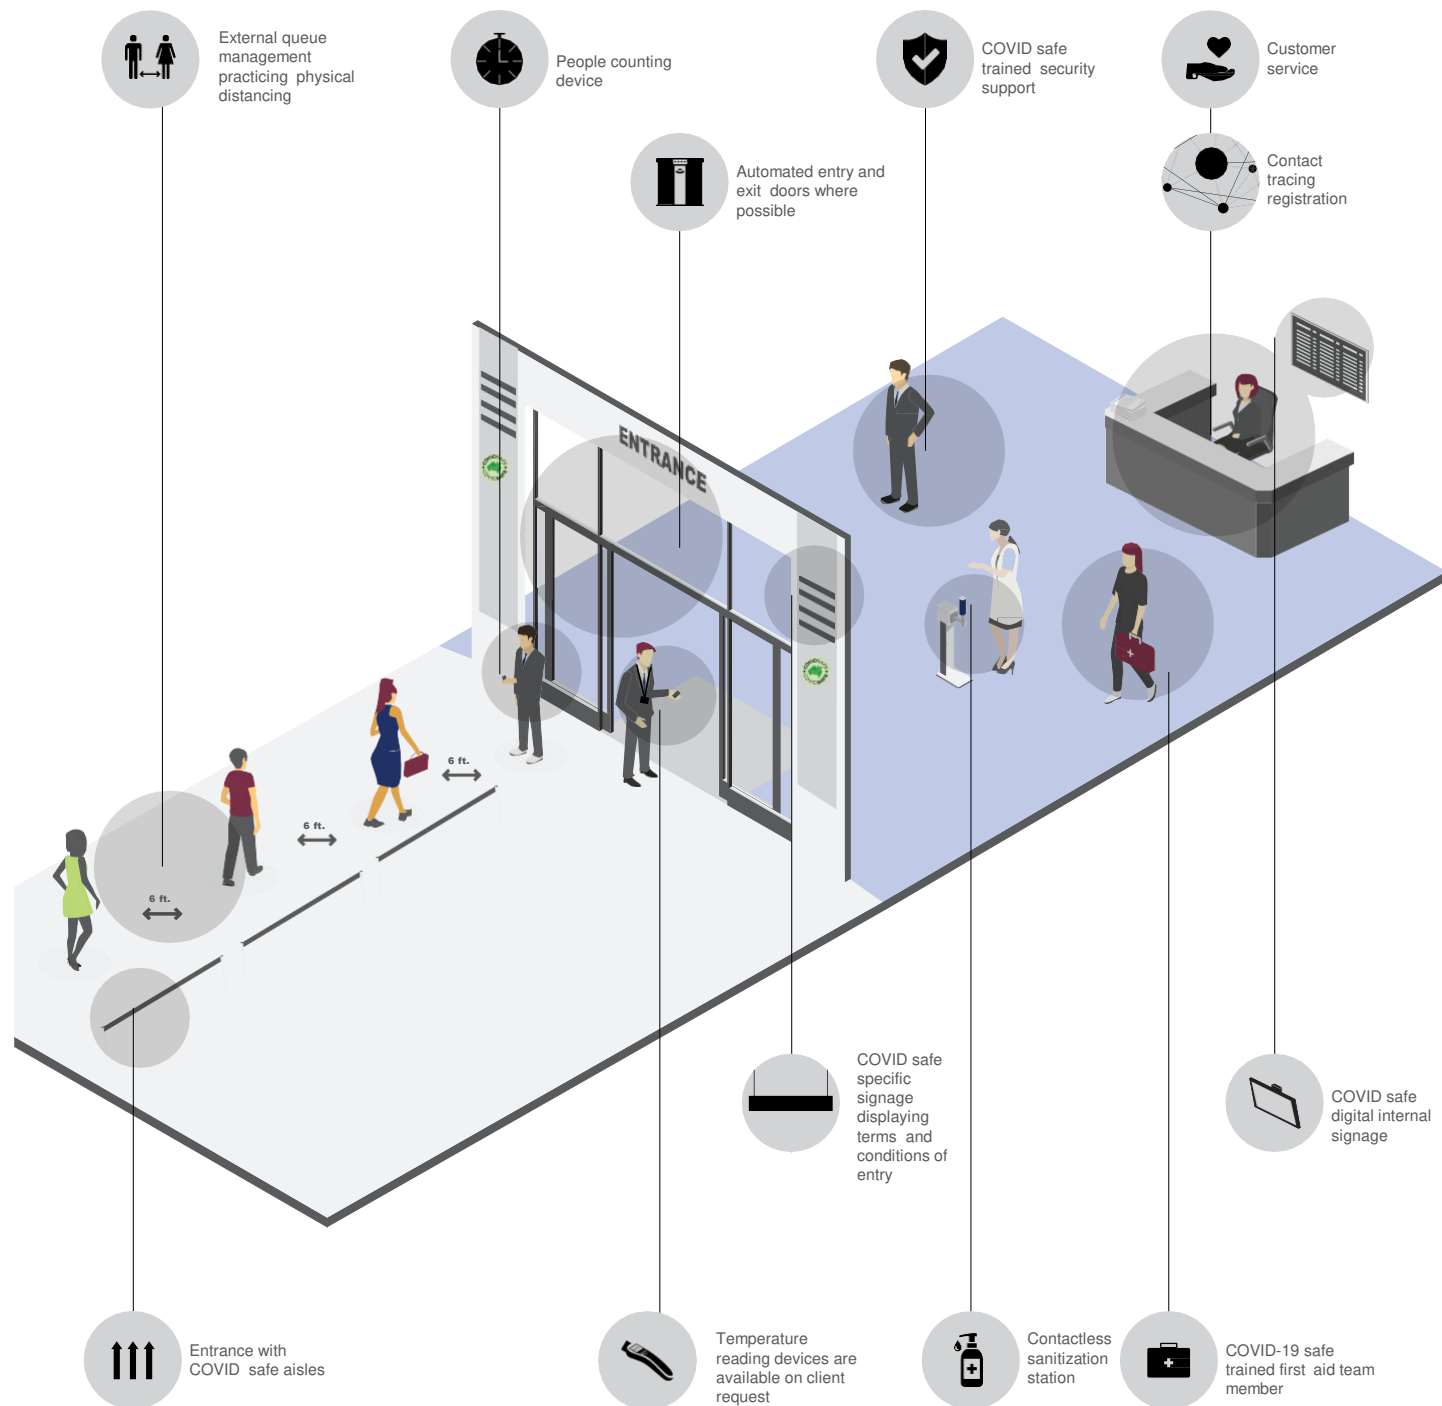 External queue
management
practicing physical
distancing
People counting
device
COVID safe
trained security
support
Customer
service
Automated entry and
exit doors where
possible
Contact
tracing
registration
ENTRANCE
6 ft.
6 ft.
6 ft.
COVID safe
specific
signage
displaying
terms and
conditions of
entry
COVID safe
digital internal
signage
Entrance with
COVID safe aisles
Temperature
reading devices are
available on client
request
Contactless
sanitization
station
COVID-19 safe
trained first aid team
member